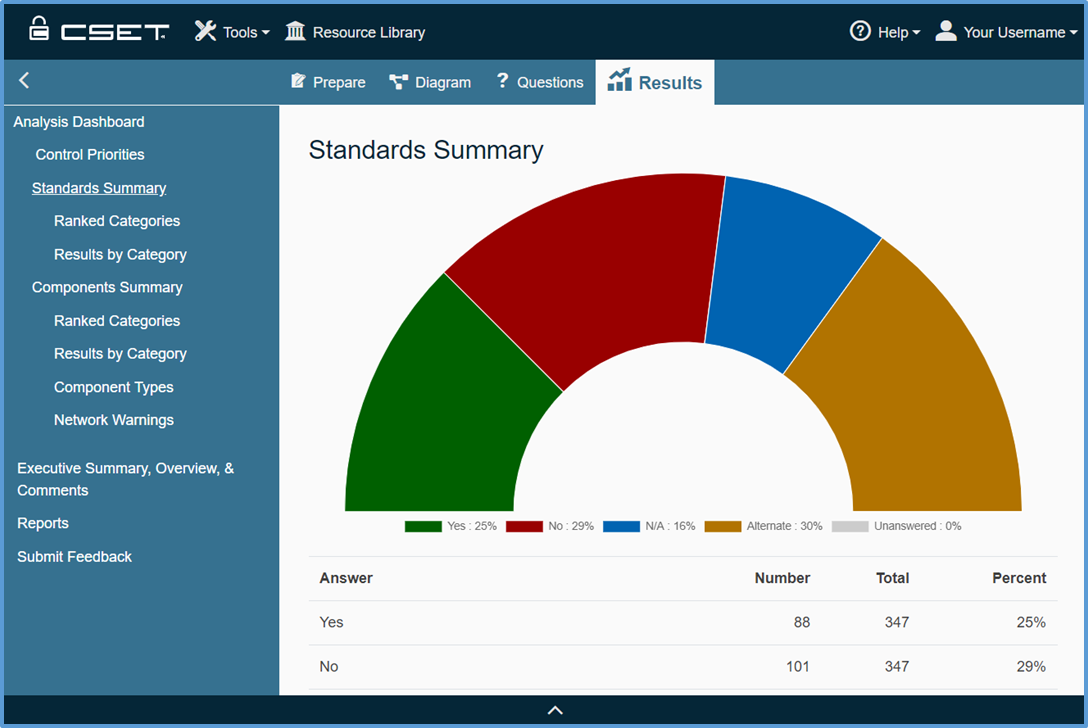 CSET Tools Resource Library Help Your Username
Prepare Diagram ? Questions Results
Analysis Dashboard
Control Priorities
Standards Summary
Ranked Categories
Results by Category
Components Summary
Ranked Categories
Results by Category
Component Types
Network Warnings
Executive Summary, Overview, &
Comments
Reports
Submit Feedback
Standards Summary
Yes : 25% No : 29% N/A : 16% Alternate : 30% Unanswered : 0%
Answer Number Total Percent
Yes 88 347 25%
No 101 347 29%